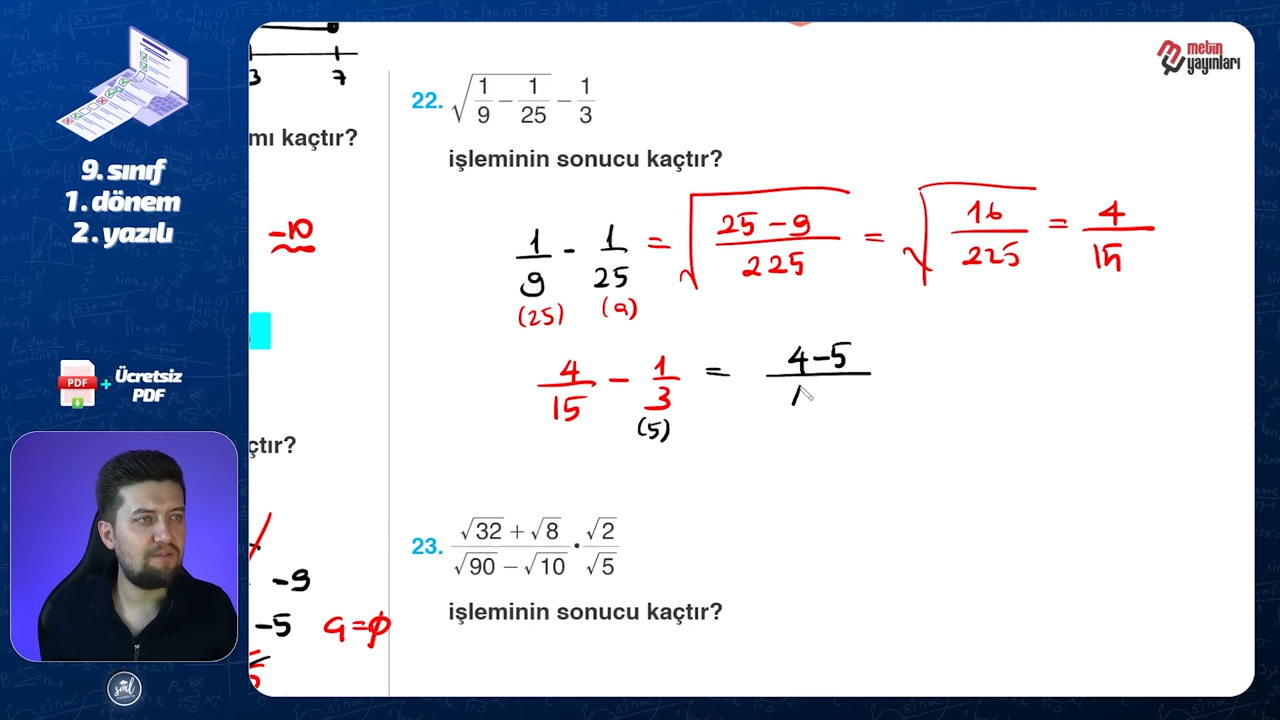 9. sınıf
1. dönem
2. yazılı
PDF
+ Ücretsiz
PDF
sml
3 7
mı kaçtır?
-10
çtır?
-9
-5 a=φ
metin
yayınları
22. √(1/9 − 1/25) − 1/3
işleminin sonucu kaçtır?
1/9 - 1/25 = √((25-9)/225) = √(16/225) = 4/15
(25) (9)
4/15 - 1/3 = 4-5
(5)
23. (√32 + √8)/(√90 − √10) · √2/√5
işleminin sonucu kaçtır?